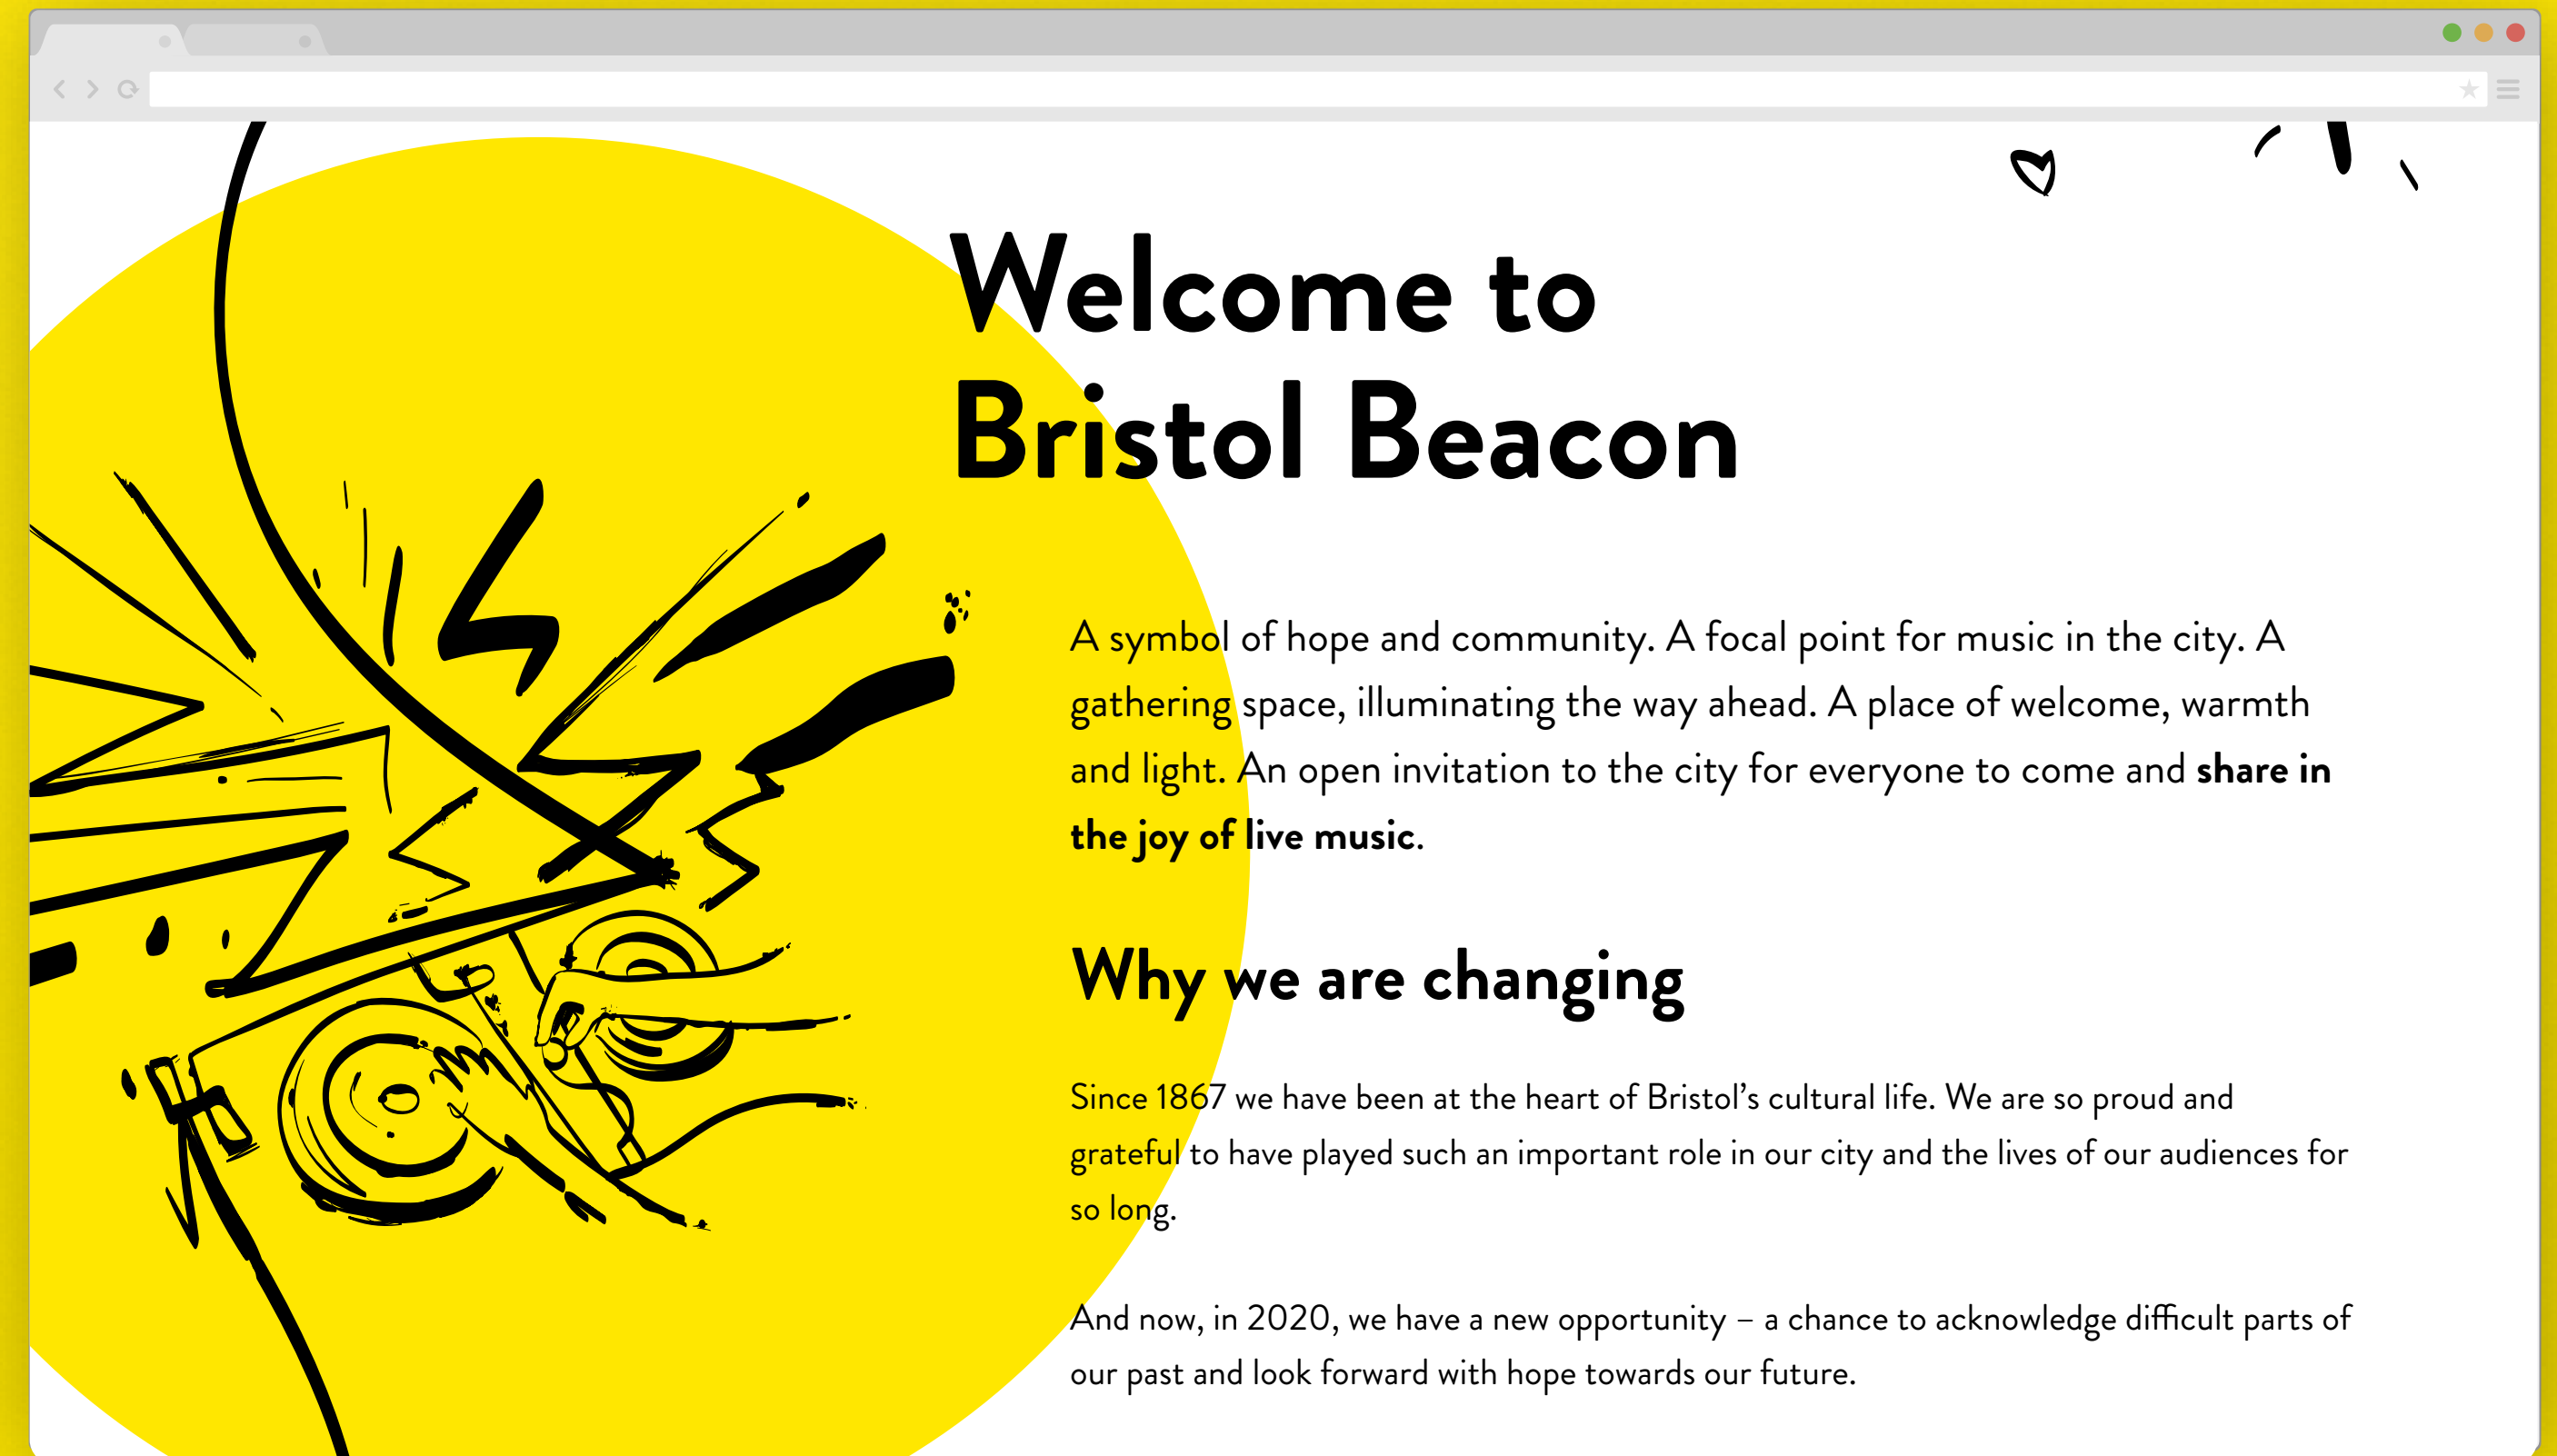 Welcome to
Bristol Beacon
A symbol of hope and community. A focal point for music in the city. A
gathering space, illuminating the way ahead. A place of welcome, warmth
and light. An open invitation to the city for everyone to come and share in
the joy of live music.
Why we are changing
Since 1867 we have been at the heart of Bristol’s cultural life. We are so proud and
grateful to have played such an important role in our city and the lives of our audiences for
so long.
And now, in 2020, we have a new opportunity – a chance to acknowledge difficult parts of
our past and look forward with hope towards our future.